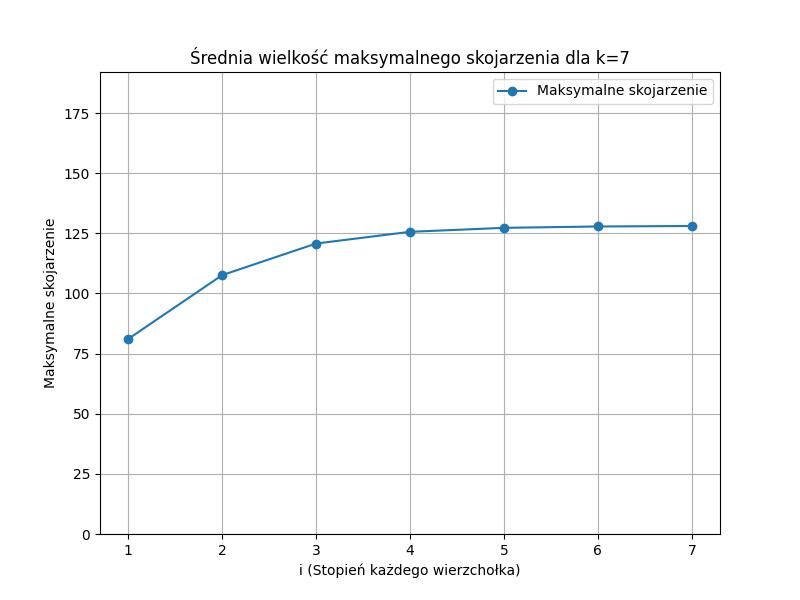 Średnia wielkość maksymalnego skojarzenia dla k=7
Maksymalne skojarzenie
Maksymalne skojarzenie
175
150
125
100
75
50
25
0
1 2 3 4 5 6 7
i (Stopień każdego wierzchołka)